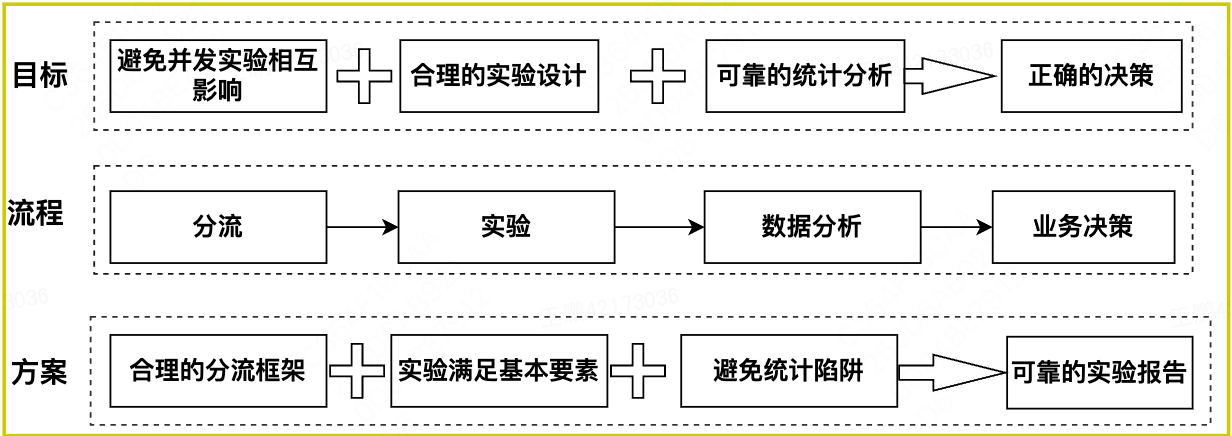 目标
避免并发实验相互
影响
合理的实验设计
可靠的统计分析
正确的决策
流程
分流
实验
数据分析
业务决策
方案
合理的分流框架
实验满足基本要素
避免统计陷阱
可靠的实验报告